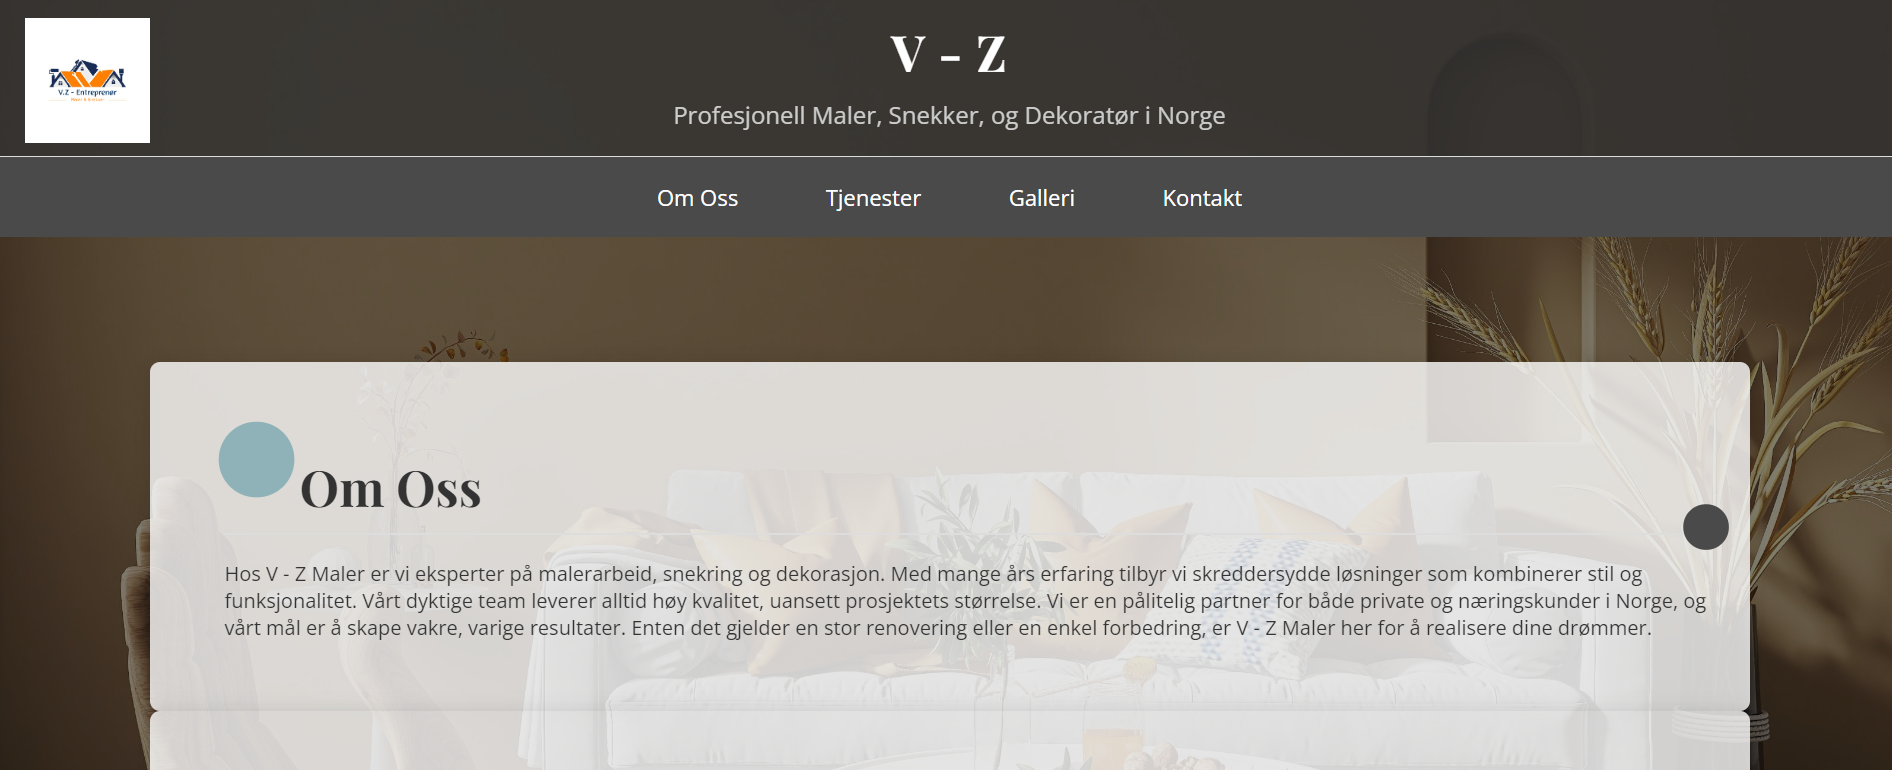 V.Z - Entreprenør
V - Z
Profesjonell Maler, Snekker, og Dekoratør i Norge
Om Oss
Tjenester
Galleri
Kontakt
Om Oss
Hos V - Z Maler er vi eksperter på malerarbeid, snekring og dekorasjon. Med mange års erfaring tilbyr vi skreddersydde løsninger som kombinerer stil og
funksjonalitet. Vårt dyktige team leverer alltid høy kvalitet, uansett prosjektets størrelse. Vi er en pålitelig partner for både private og næringskunder i Norge, og
vårt mål er å skape vakre, varige resultater. Enten det gjelder en stor renovering eller en enkel forbedring, er V - Z Maler her for å realisere dine drømmer.